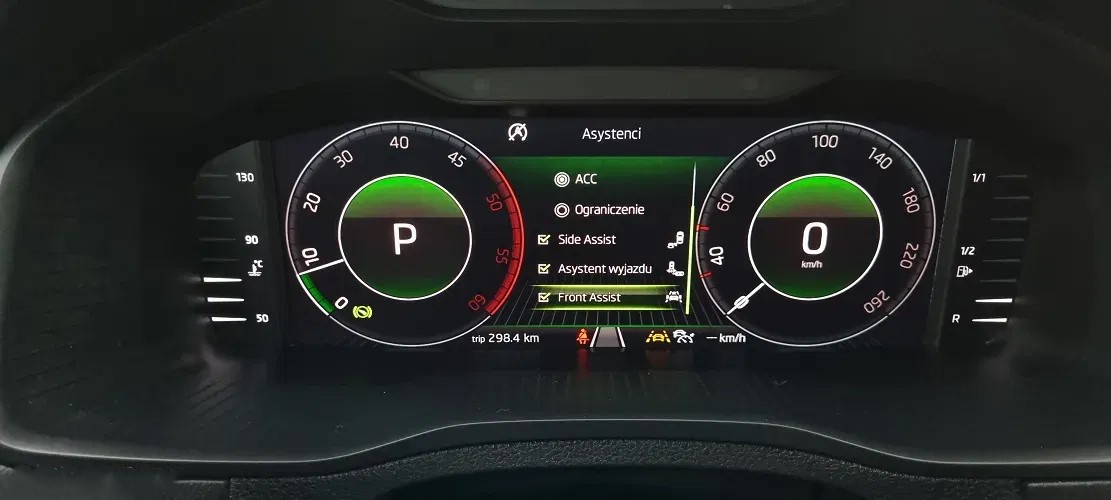 Asystenci
ACC
Ograniczenie
Side Assist
Asystent wyjazdu
Front Assist
130
90
°C
50
0
10
20
30
40
45
50
55
60
P
trip 298.4 km
0
km/h
0
40
60
80
100
140
180
220
260
-- km/h
1/1
1/2
R